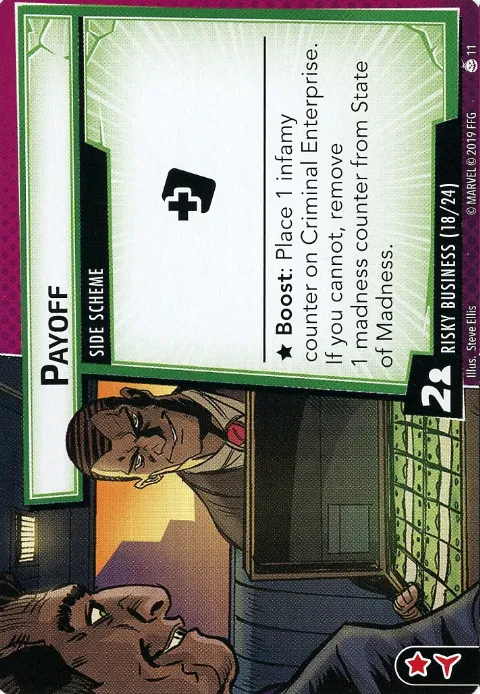 PAYOFF
SIDE SCHEME
★ Boost: Place 1 infamy
counter on Criminal Enterprise.
If you cannot, remove
1 madness counter from State
of Madness.
2
RISKY BUSINESS (18/24)
Illus. Steve Ellis
© MARVEL © 2019 FFG
11